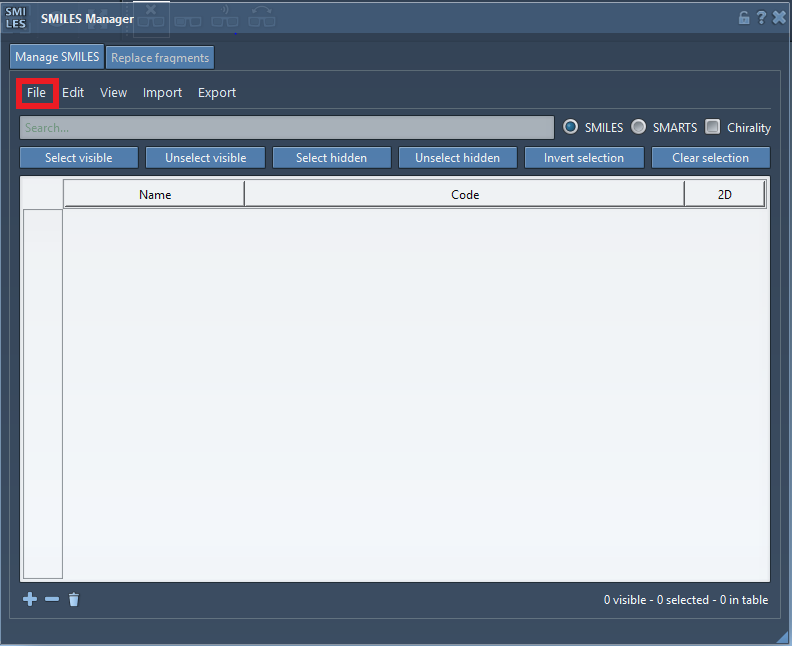 SMI
LES
SMILES Manager
Manage SMILES Replace fragments
File Edit View Import Export
Search... SMILES SMARTS Chirality
Select visible Unselect visible Select hidden Unselect hidden Invert selection Clear selection
Name Code 2D
0 visible - 0 selected - 0 in table